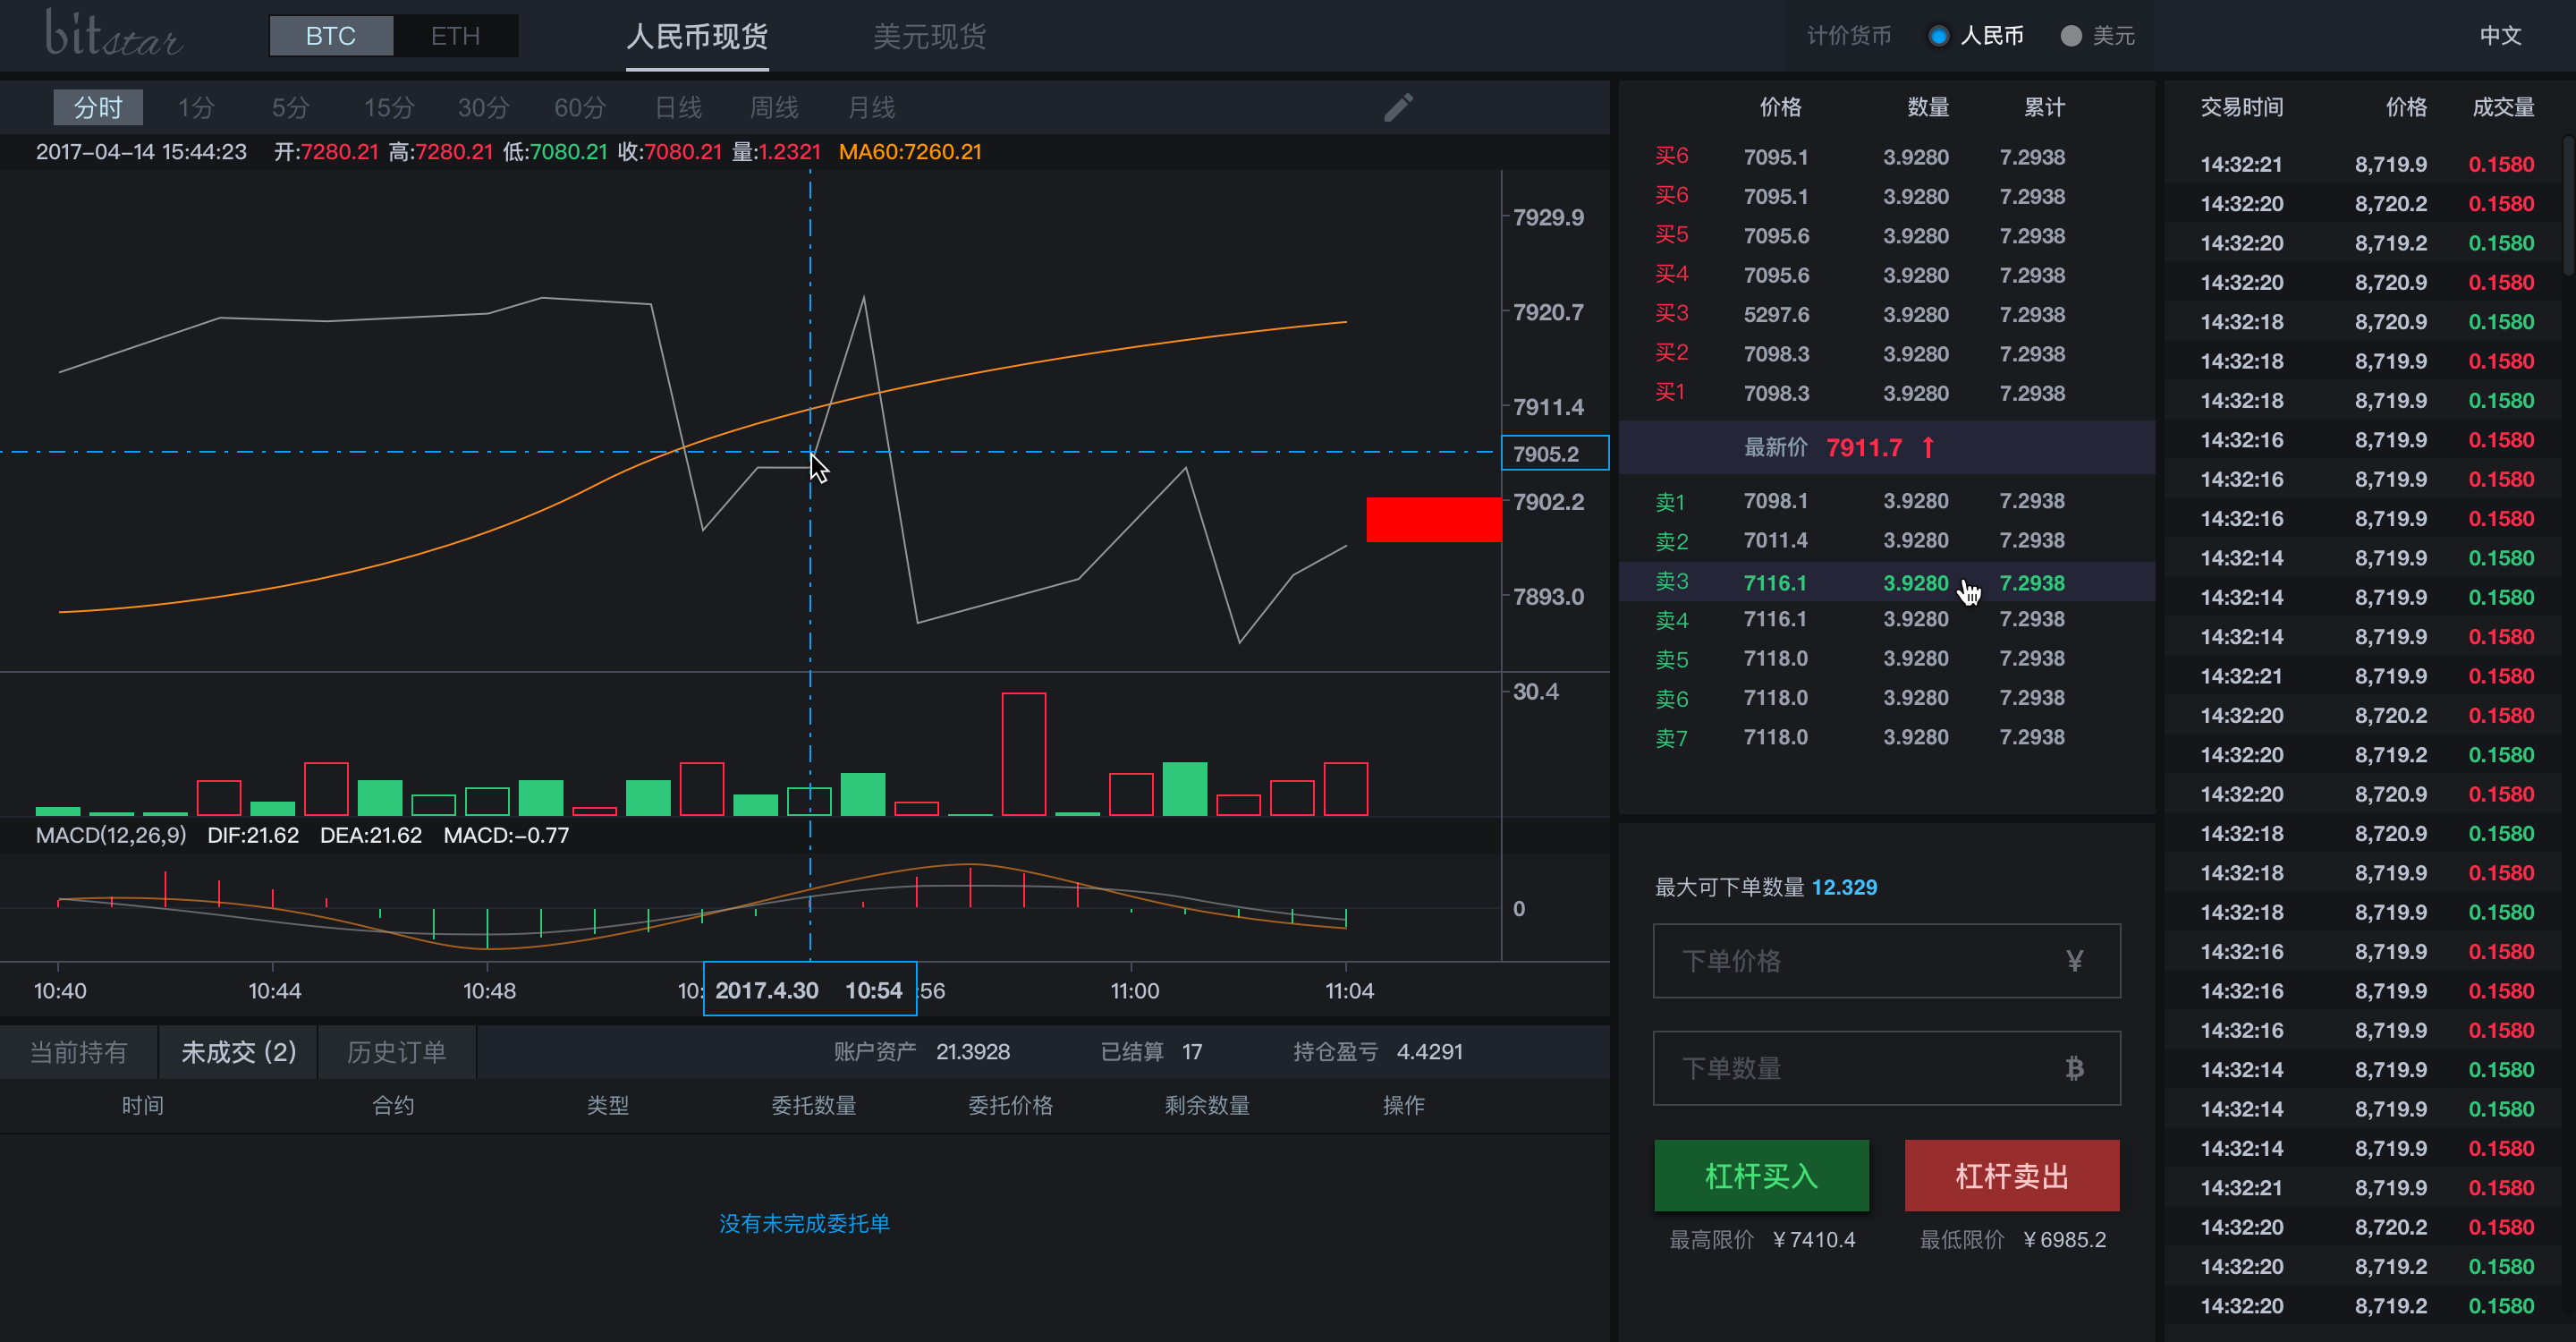 bitstar BTC ETH 人民币现货 美元现货 计价货币 人民币 美元 中文
分时 1分 5分 15分 30分 60分 日线 周线 月线
2017-04-14 15:44:23 开:7280.21 高:7280.21 低:7080.21 收:7080.21 量:1.2321 MA60:7260.21
7929.9
7920.7
7911.4
7905.2
7902.2
7893.0
30.4
MACD(12,26,9) DIF:21.62 DEA:21.62 MACD:-0.77
0
10:40 10:44 10:48 10: 2017.4.30 10:54 :56 11:00 11:04
当前持有 未成交 (2) 历史订单 账户资产 21.3928 已结算 17 持仓盈亏 4.4291
时间 合约 类型 委托数量 委托价格 剩余数量 操作
没有未完成委托单
价格 数量 累计
买6 7095.1 3.9280 7.2938
买6 7095.1 3.9280 7.2938
买5 7095.6 3.9280 7.2938
买4 7095.6 3.9280 7.2938
买3 5297.6 3.9280 7.2938
买2 7098.3 3.9280 7.2938
买1 7098.3 3.9280 7.2938
最新价 7911.7 ↑
卖1 7098.1 3.9280 7.2938
卖2 7011.4 3.9280 7.2938
卖3 7116.1 3.9280 7.2938
卖4 7116.1 3.9280 7.2938
卖5 7118.0 3.9280 7.2938
卖6 7118.0 3.9280 7.2938
卖7 7118.0 3.9280 7.2938
最大可下单数量 12.329
下单价格 ¥
下单数量 ₿
杠杆买入 杠杆卖出
最高限价 ¥7410.4 最低限价 ¥6985.2
交易时间 价格 成交量
14:32:21 8,719.9 0.1580
14:32:20 8,720.2 0.1580
14:32:20 8,719.2 0.1580
14:32:20 8,720.9 0.1580
14:32:18 8,720.9 0.1580
14:32:18 8,719.9 0.1580
14:32:18 8,719.9 0.1580
14:32:16 8,719.9 0.1580
14:32:16 8,719.9 0.1580
14:32:16 8,719.9 0.1580
14:32:14 8,719.9 0.1580
14:32:14 8,719.9 0.1580
14:32:14 8,719.9 0.1580
14:32:21 8,719.9 0.1580
14:32:20 8,720.2 0.1580
14:32:20 8,719.2 0.1580
14:32:20 8,720.9 0.1580
14:32:18 8,720.9 0.1580
14:32:18 8,719.9 0.1580
14:32:18 8,719.9 0.1580
14:32:16 8,719.9 0.1580
14:32:16 8,719.9 0.1580
14:32:16 8,719.9 0.1580
14:32:14 8,719.9 0.1580
14:32:14 8,719.9 0.1580
14:32:14 8,719.9 0.1580
14:32:21 8,719.9 0.1580
14:32:20 8,720.2 0.1580
14:32:20 8,719.2 0.1580
14:32:20 8,719.2 0.1580